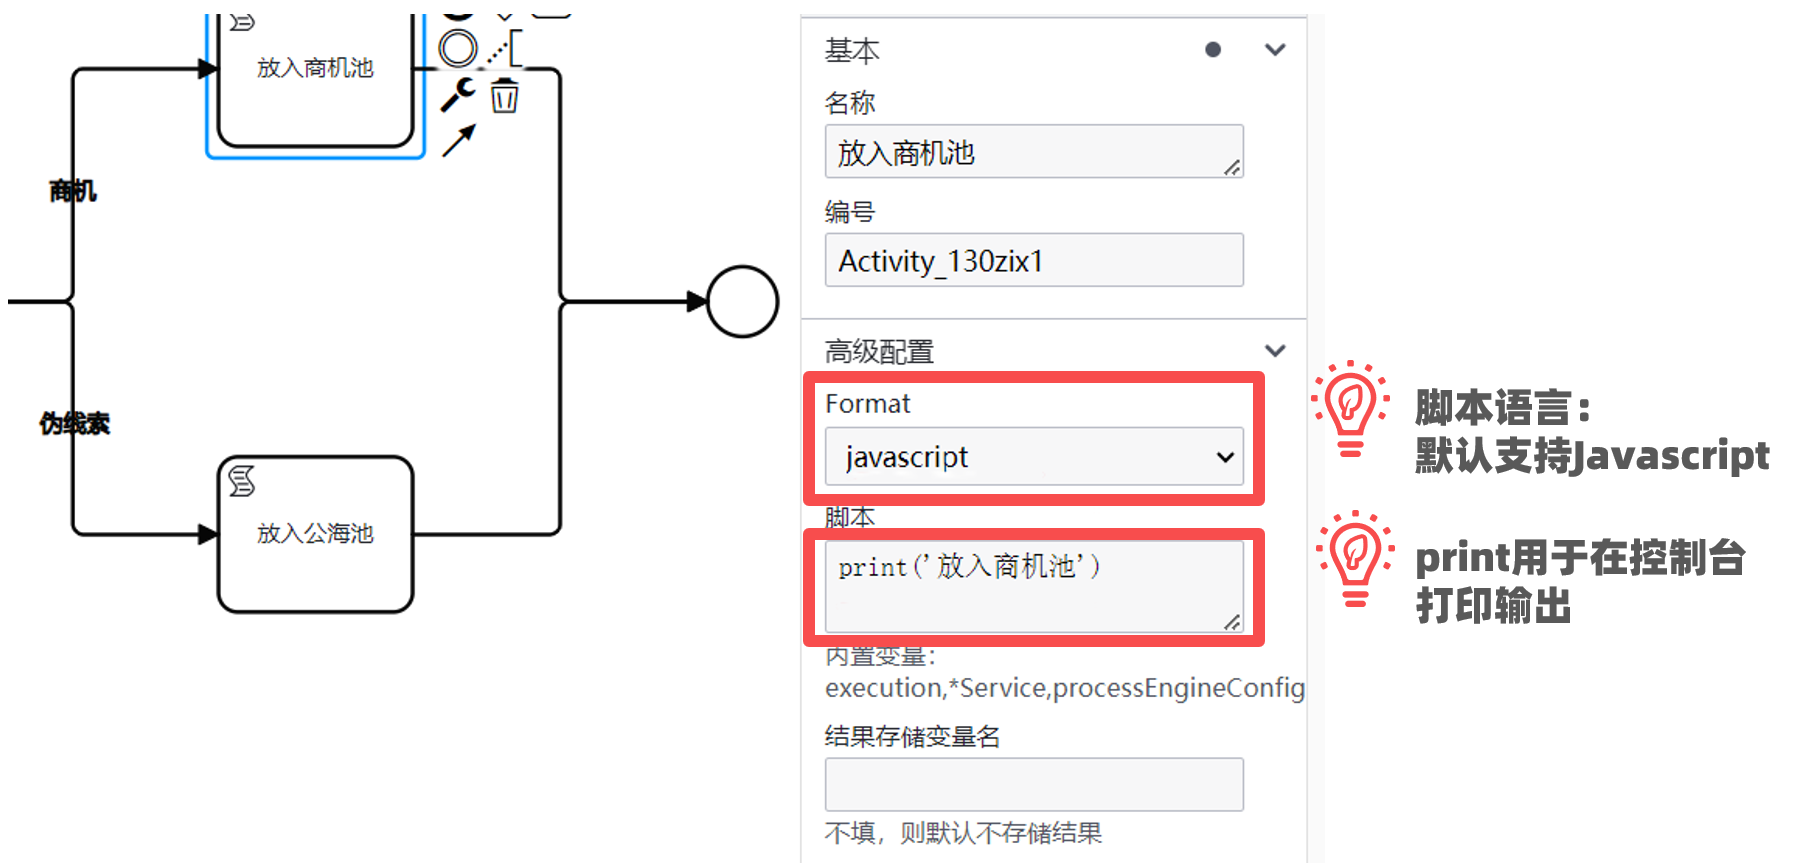 放入商机池
商机
伪线索
放入公海池
基本
名称
放入商机池
编号
Activity_130zix1
高级配置
Format
javascript
脚本
print('放入商机池')
内置变量：
execution,*Service,processEngineConfig
结果存储变量名
不填，则默认不存储结果
脚本语言：
默认支持Javascript
print用于在控制台
打印输出